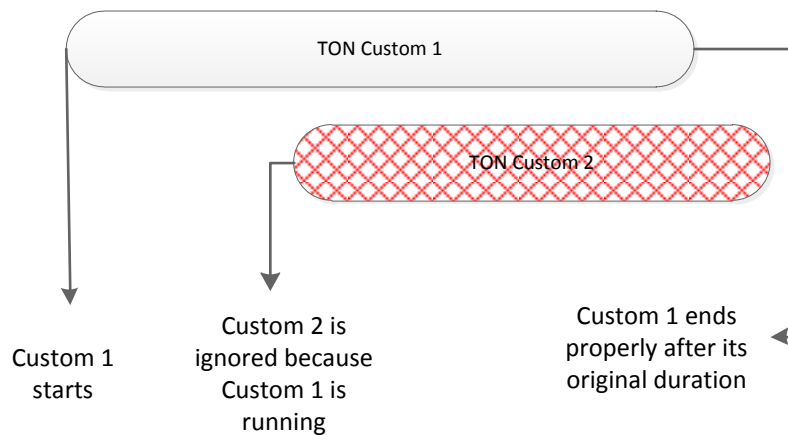 TON Custom 1
TON Custom 2
Custom 1
starts
Custom 2 is
ignored because
Custom 1 is
running
Custom 1 ends
properly after its
original duration